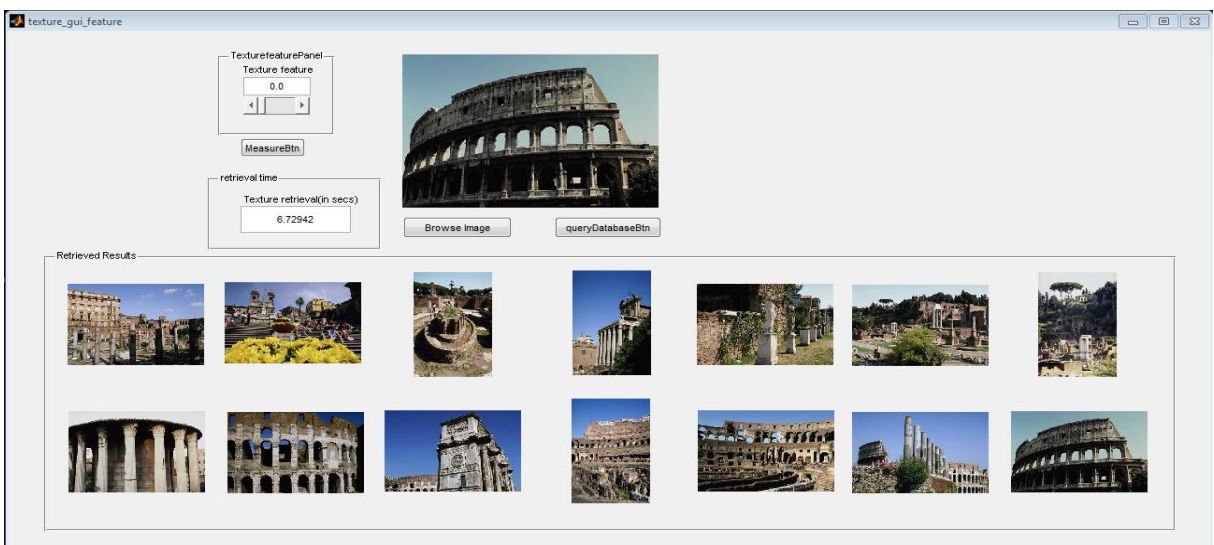 texture_gui_feature
TexturefeaturePanel
Texture feature
0.0
MeasureBtn
retrieval time
Texture retrieval(in secs)
6.72942
Browse Image
queryDatabaseBtn
Retrieved Results